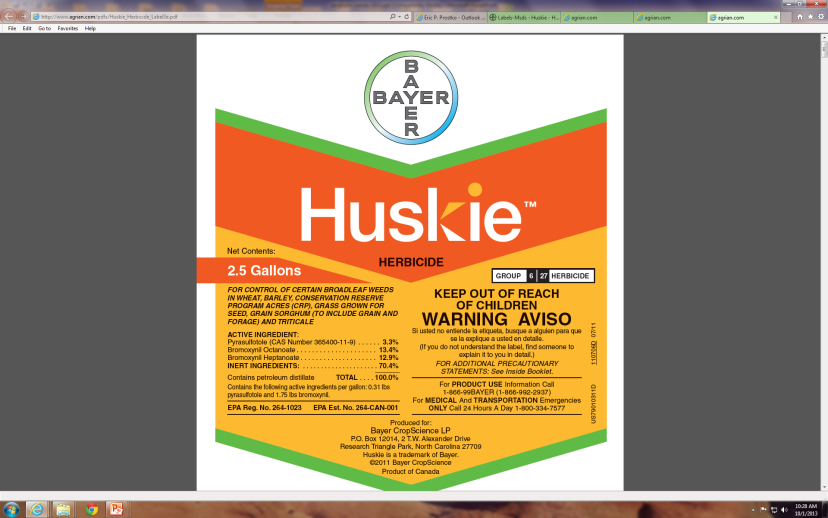 http://www.agrian.com/pdfs/Huskie_Herbicide_Label3e.pdf
Eric P. Prostko - Outlook ...
Labels-Msds - Huskie - H...
agrian.com
agrian.com
agrian.com
File Edit Go to Favorites Help
BAYER
BAYER
Huskie™
HERBICIDE
Net Contents:
2.5 Gallons
GROUP 6 27 HERBICIDE
FOR CONTROL OF CERTAIN BROADLEAF WEEDS
IN WHEAT, BARLEY, CONSERVATION RESERVE
PROGRAM ACRES (CRP), GRASS GROWN FOR
SEED, GRAIN SORGHUM (TO INCLUDE GRAIN AND
FORAGE) AND TRITICALE
ACTIVE INGREDIENT:
Pyrasulfotole (CAS Number 365400-11-9) ...... 3.3%
Bromoxynil Octanoate ..................... 13.4%
Bromoxynil Heptanoate .................... 12.9%
INERT INGREDIENTS: ..................... 70.4%
Contains petroleum distillate TOTAL .... 100.0%
Contains the following active ingredients per gallon: 0.31 lbs
pyrasulfotole and 1.75 lbs bromoxynil.
EPA Reg. No. 264-1023 EPA Est. No. 264-CAN-001
KEEP OUT OF REACH
OF CHILDREN
WARNING AVISO
Si usted no entiende la etiqueta, busque a alguien para que
se la explique a usted en detalle.
(If you do not understand the label, find someone to
explain it to you in detail.)
FOR ADDITIONAL PRECAUTIONARY
STATEMENTS: See Inside Booklet.
For PRODUCT USE Information Call
1-866-99BAYER (1-866-992-2937)
For MEDICAL And TRANSPORTATION Emergencies
ONLY Call 24 Hours A Day 1-800-334-7577
US79010311D 07/11
Produced for:
Bayer CropScience LP
P.O. Box 12014, 2 T.W. Alexander Drive
Research Triangle Park, North Carolina 27709
Huskie is a trademark of Bayer.
©2011 Bayer CropScience
Product of Canada
10:28 AM
10/1/2013